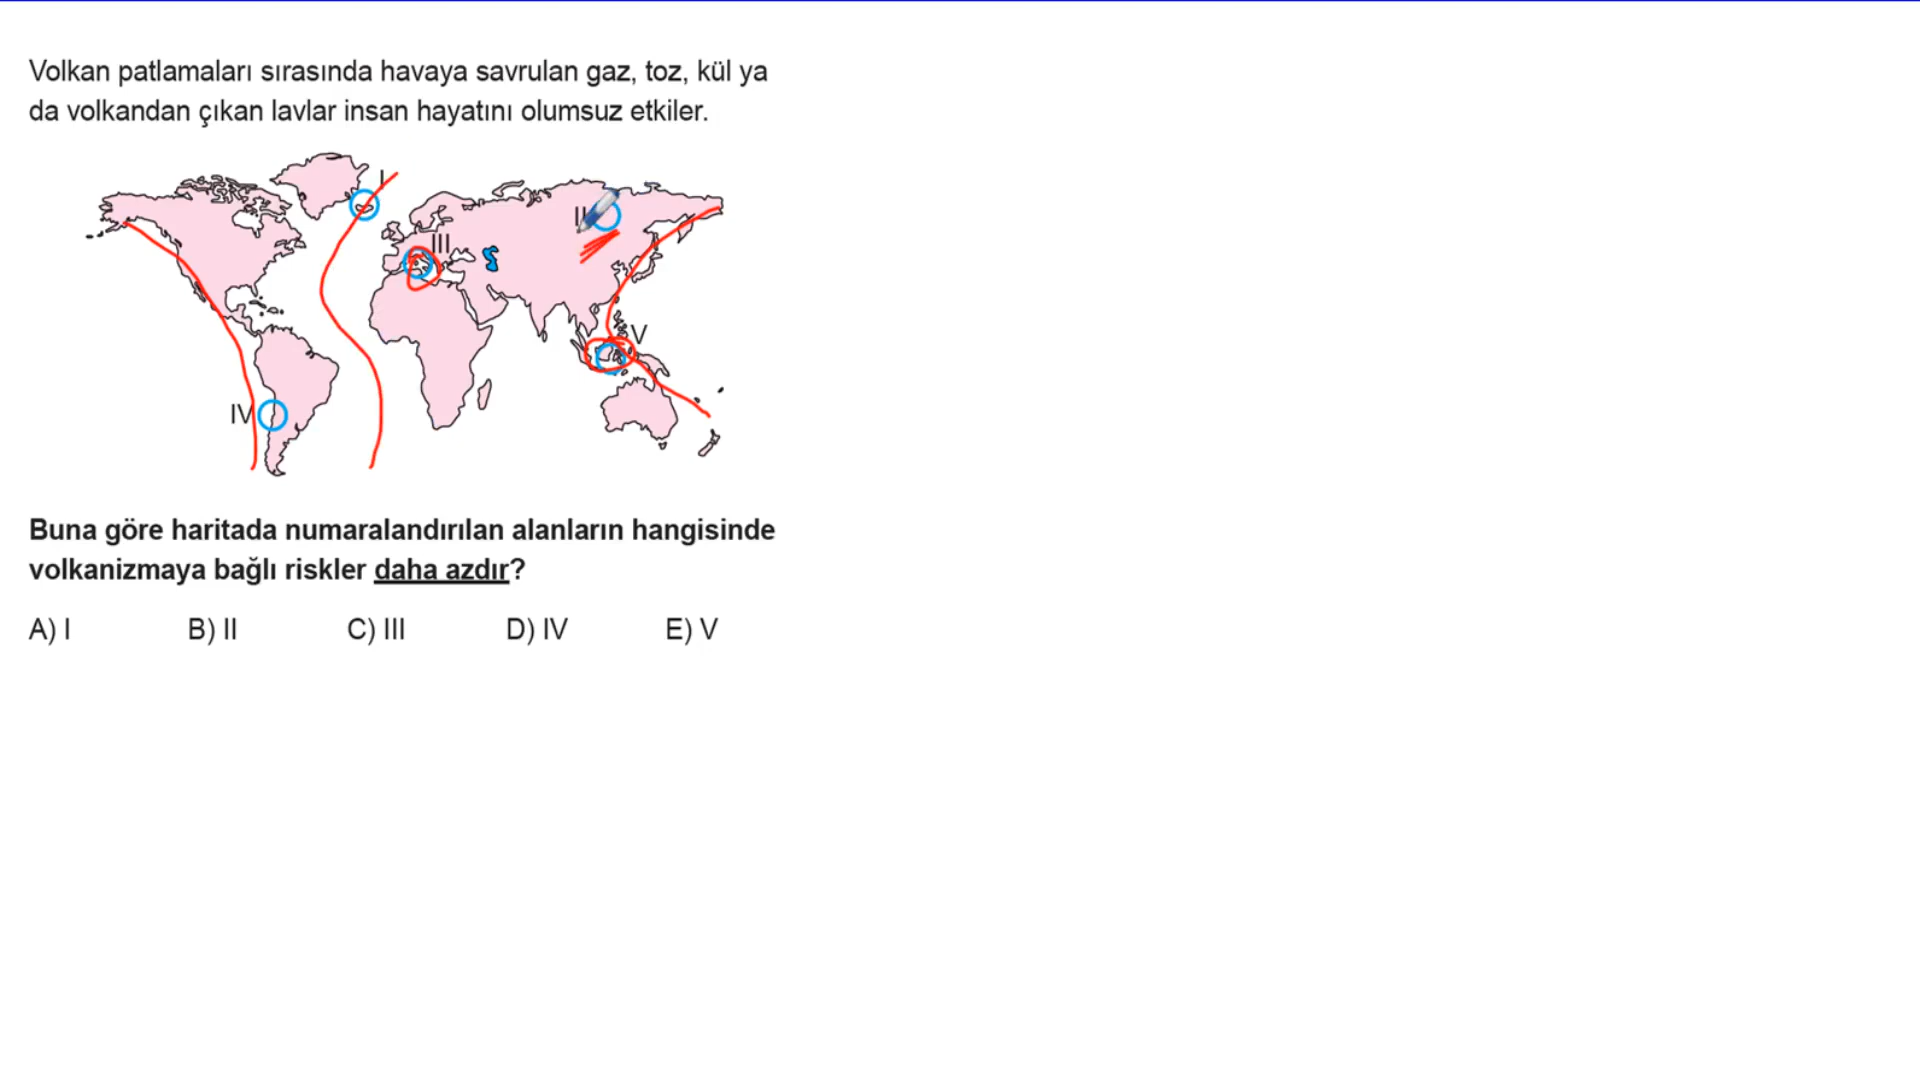 Volkan patlamaları sırasında havaya savrulan gaz, toz, kül ya
da volkandan çıkan lavlar insan hayatını olumsuz etkiler.
I
II
III
V
IV
Buna göre haritada numaralandırılan alanların hangisinde
volkanizmaya bağlı riskler daha azdır?
A) I B) II C) III D) IV E) V